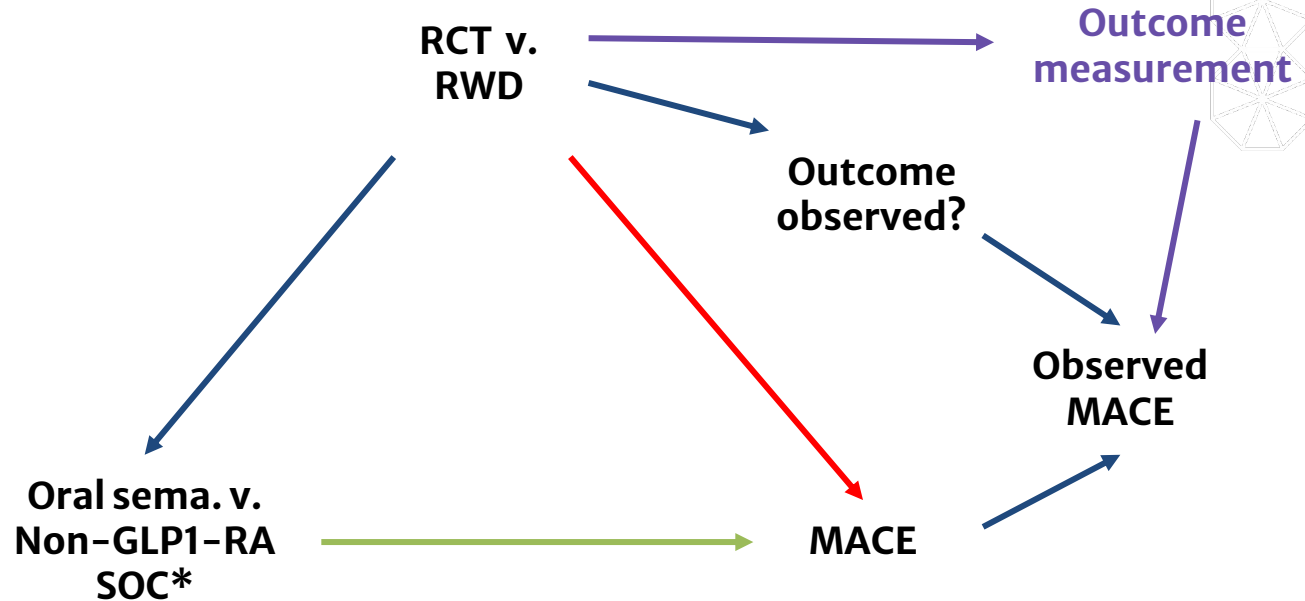 RCT v.
RWD
Outcome
measurement
Outcome
observed?
Observed
MACE
Oral sema. v.
Non-GLP1-RA
SOC*
MACE